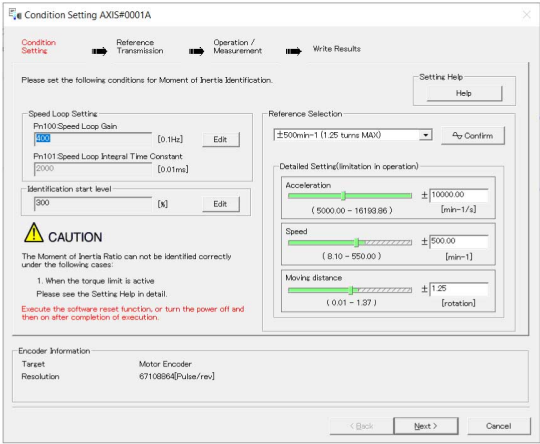 Condition Setting AXIS#0001A
Condition Setting
Reference Transmission
Operation / Measurement
Write Results
Please set the following conditions for Moment of Inertia Identification.
Setting Help
Help
Speed Loop Setting
Pn100:Speed Loop Gain
400 [0.1Hz] Edit
Pn101:Speed Loop Integral Time Constant
2000 [0.01ms]
Identification start level
300 [%] Edit
CAUTION
The Moment of Inertia Ratio can not be identified correctly
under the following cases:
1. When the torque limit is active
Please see the Setting Help in detail.
Execute the software reset function, or turn the power off and
then on after completion of execution.
Reference Selection
±500min-1 (1.25 turns MAX) Confirm
Detailed Setting(limitation in operation)
Acceleration
± 10000.00
( 5000.00 - 16193.86 ) [min-1/s]
Speed
± 500.00
( 8.10 - 550.00 ) [min-1]
Moving distance
± 1.25
( 0.01 - 1.37 ) [rotation]
Encoder Information
Target Motor Encoder
Resolution 67108864[Pulse/rev]
< Back Next > Cancel